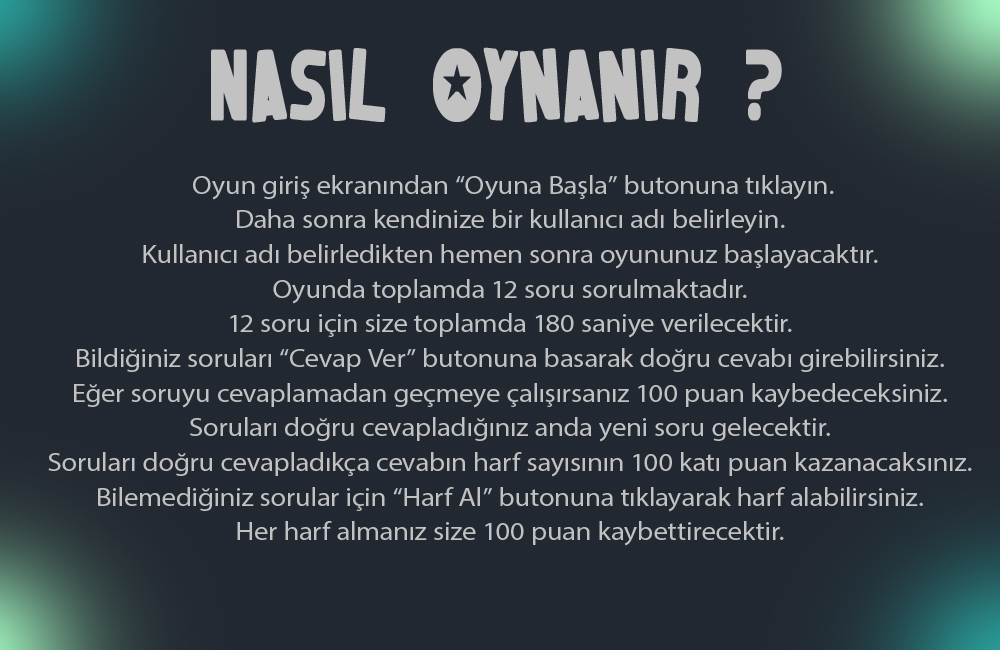 NASIL OYNANIR ?
Oyun giriş ekranından “Oyuna Başla” butonuna tıklayın.
Daha sonra kendinize bir kullanıcı adı belirleyin.
Kullanıcı adı belirledikten hemen sonra oyununuz başlayacaktır.
Oyunda toplamda 12 soru sorulmaktadır.
12 soru için size toplamda 180 saniye verilecektir.
Bildiğiniz soruları “Cevap Ver” butonuna basarak doğru cevabı girebilirsiniz.
Eğer soruyu cevaplamadan geçmeye çalışırsanız 100 puan kaybedeceksiniz.
Soruları doğru cevapladığınız anda yeni soru gelecektir.
Soruları doğru cevapladıkça cevabın harf sayısının 100 katı puan kazanacaksınız.
Bilemediğiniz sorular için “Harf Al” butonuna tıklayarak harf alabilirsiniz.
Her harf almanız size 100 puan kaybettirecektir.